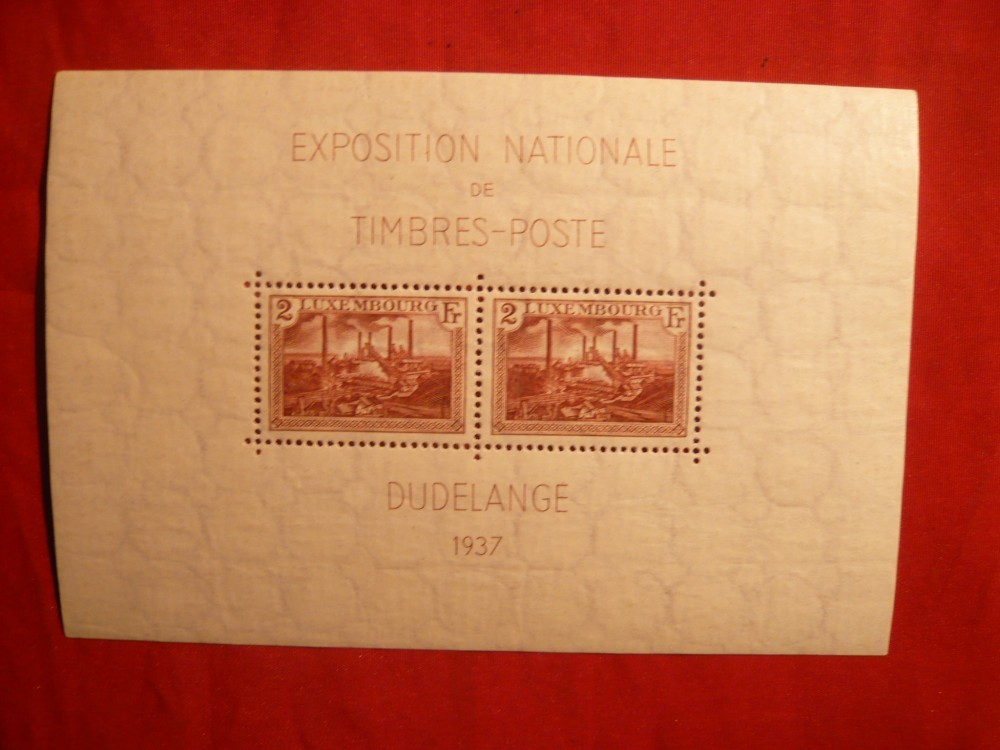 EXPOSITION NATIONALE
DE
TIMBRES-POSTE
2 LUXEMBOURG Fr
2 LUXEMBOURG Fr
DUDELANGE
1937